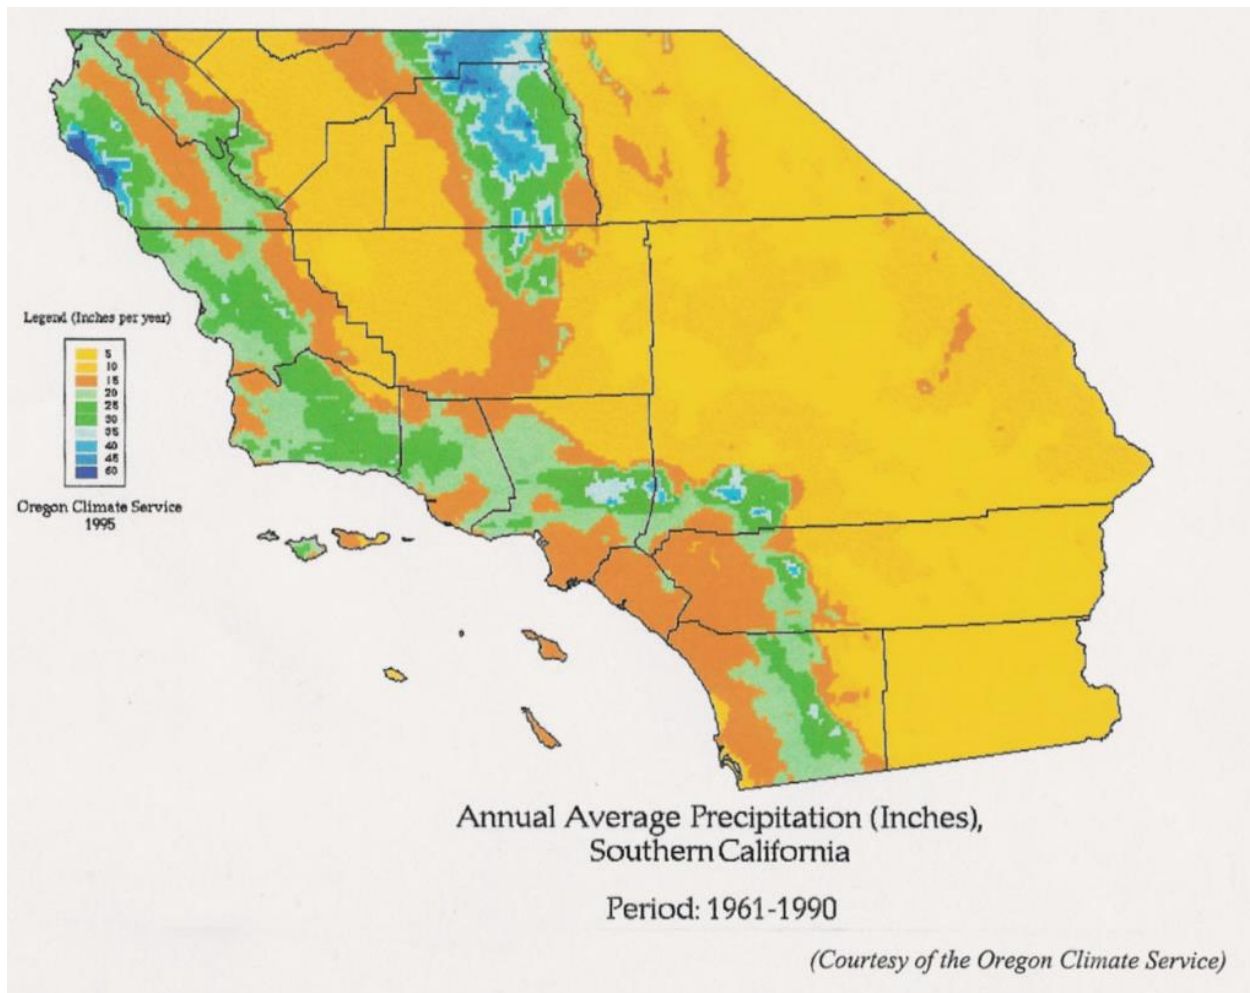 Legend (Inches per year)
5
10
15
20
25
30
35
40
45
60
Oregon Climate Service
1995
Annual Average Precipitation (Inches),
Southern California
Period: 1961-1990
(Courtesy of the Oregon Climate Service)